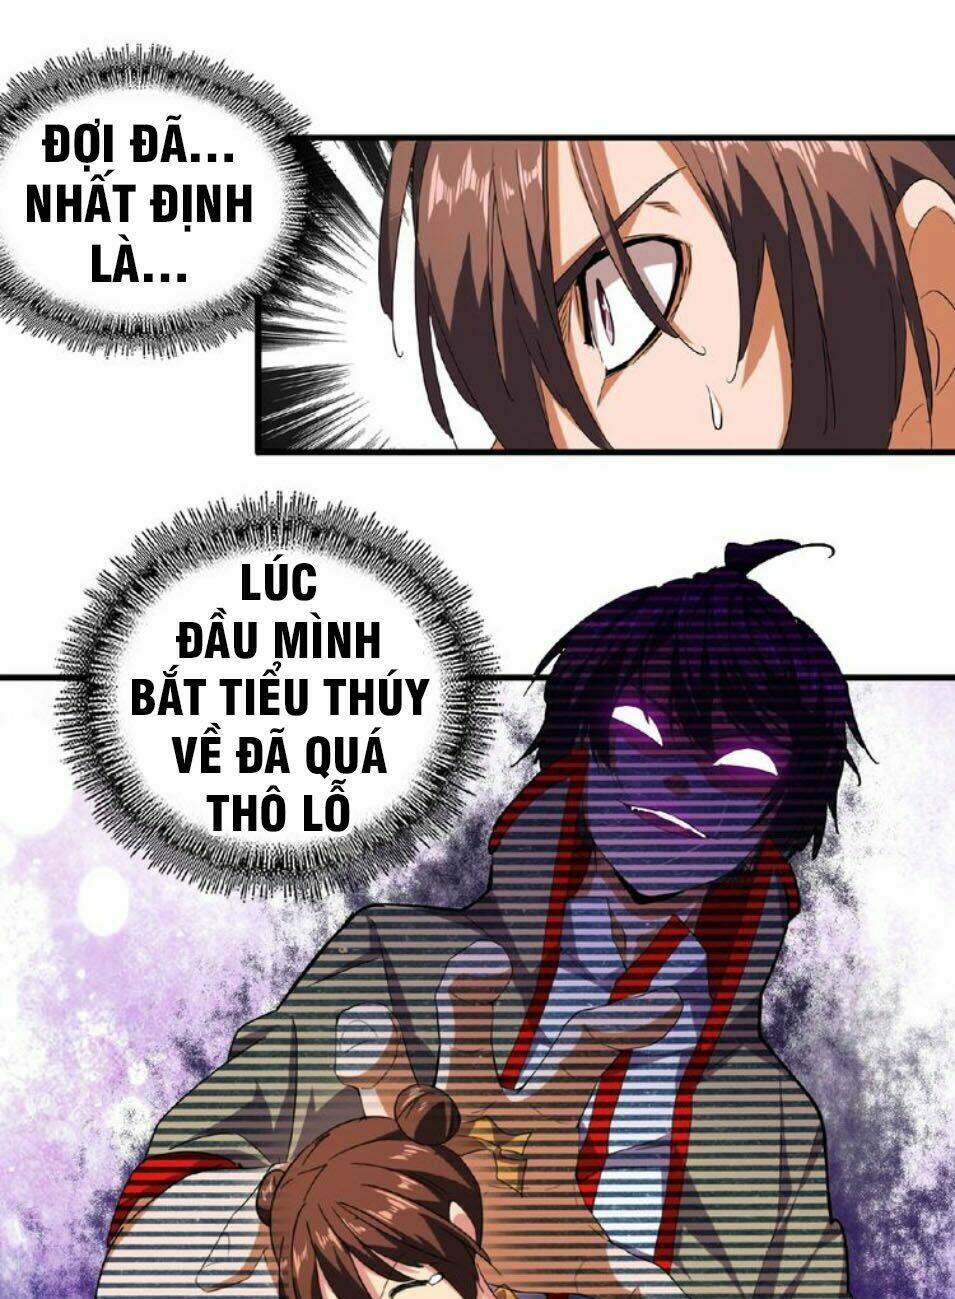 ĐỢI ĐÃ...
NHẤT ĐỊNH
LÀ...
LÚC
ĐẦU MÌNH
BẮT TIỂU THÚY
VỀ ĐÃ QUÁ
THÔ LỖ